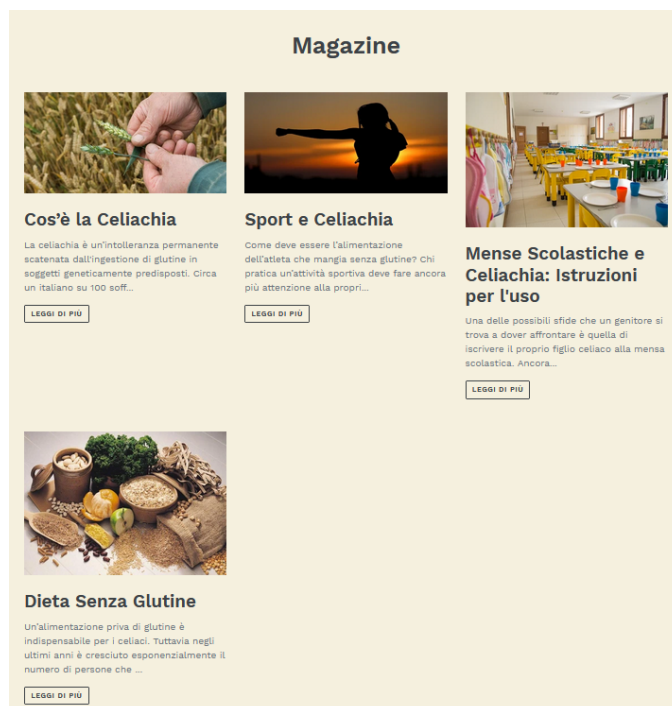 Magazine
Cos'è la Celiachia
La celiachia è un'intolleranza permanente
scatenata dall'ingestione di glutine in
soggetti geneticamente predisposti. Circa
un italiano su 100 soff...
LEGGI DI PIÙ
Sport e Celiachia
Come deve essere l'alimentazione
dell'atleta che mangia senza glutine? Chi
pratica un'attività sportiva deve fare ancora
più attenzione alla propri...
LEGGI DI PIÙ
Mense Scolastiche e
Celiachia: Istruzioni
per l'uso
Una delle possibili sfide che un genitore si
trova a dover affrontare è quella di
iscrivere il proprio figlio celiaco alla mensa
scolastica. Ancora...
LEGGI DI PIÙ
Dieta Senza Glutine
Un'alimentazione priva di glutine è
indispensabile per i celiaci. Tuttavia negli
ultimi anni è cresciuto esponenzialmente il
numero di persone che ...
LEGGI DI PIÙ